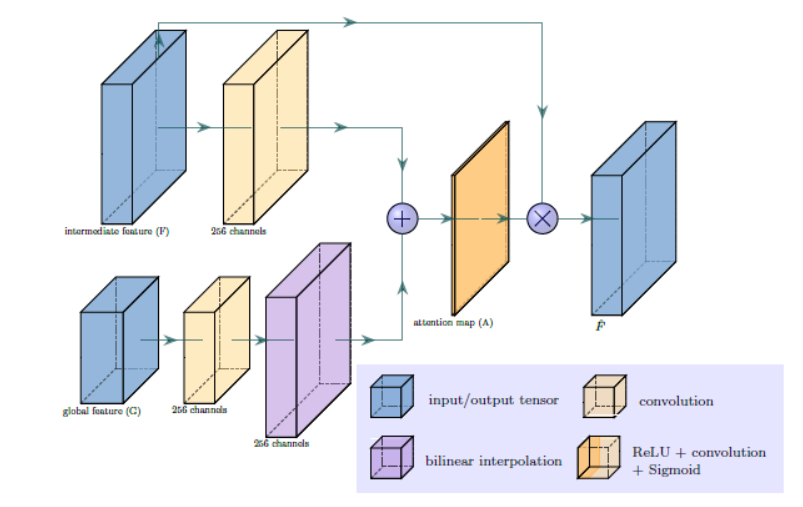 intermediate feature (F)
256 channels
+
×
attention map (A)
F̂
global feature (G)
256 channels
256 channels
input/output tensor
convolution
bilinear interpolation
ReLU + convolution
+ Sigmoid